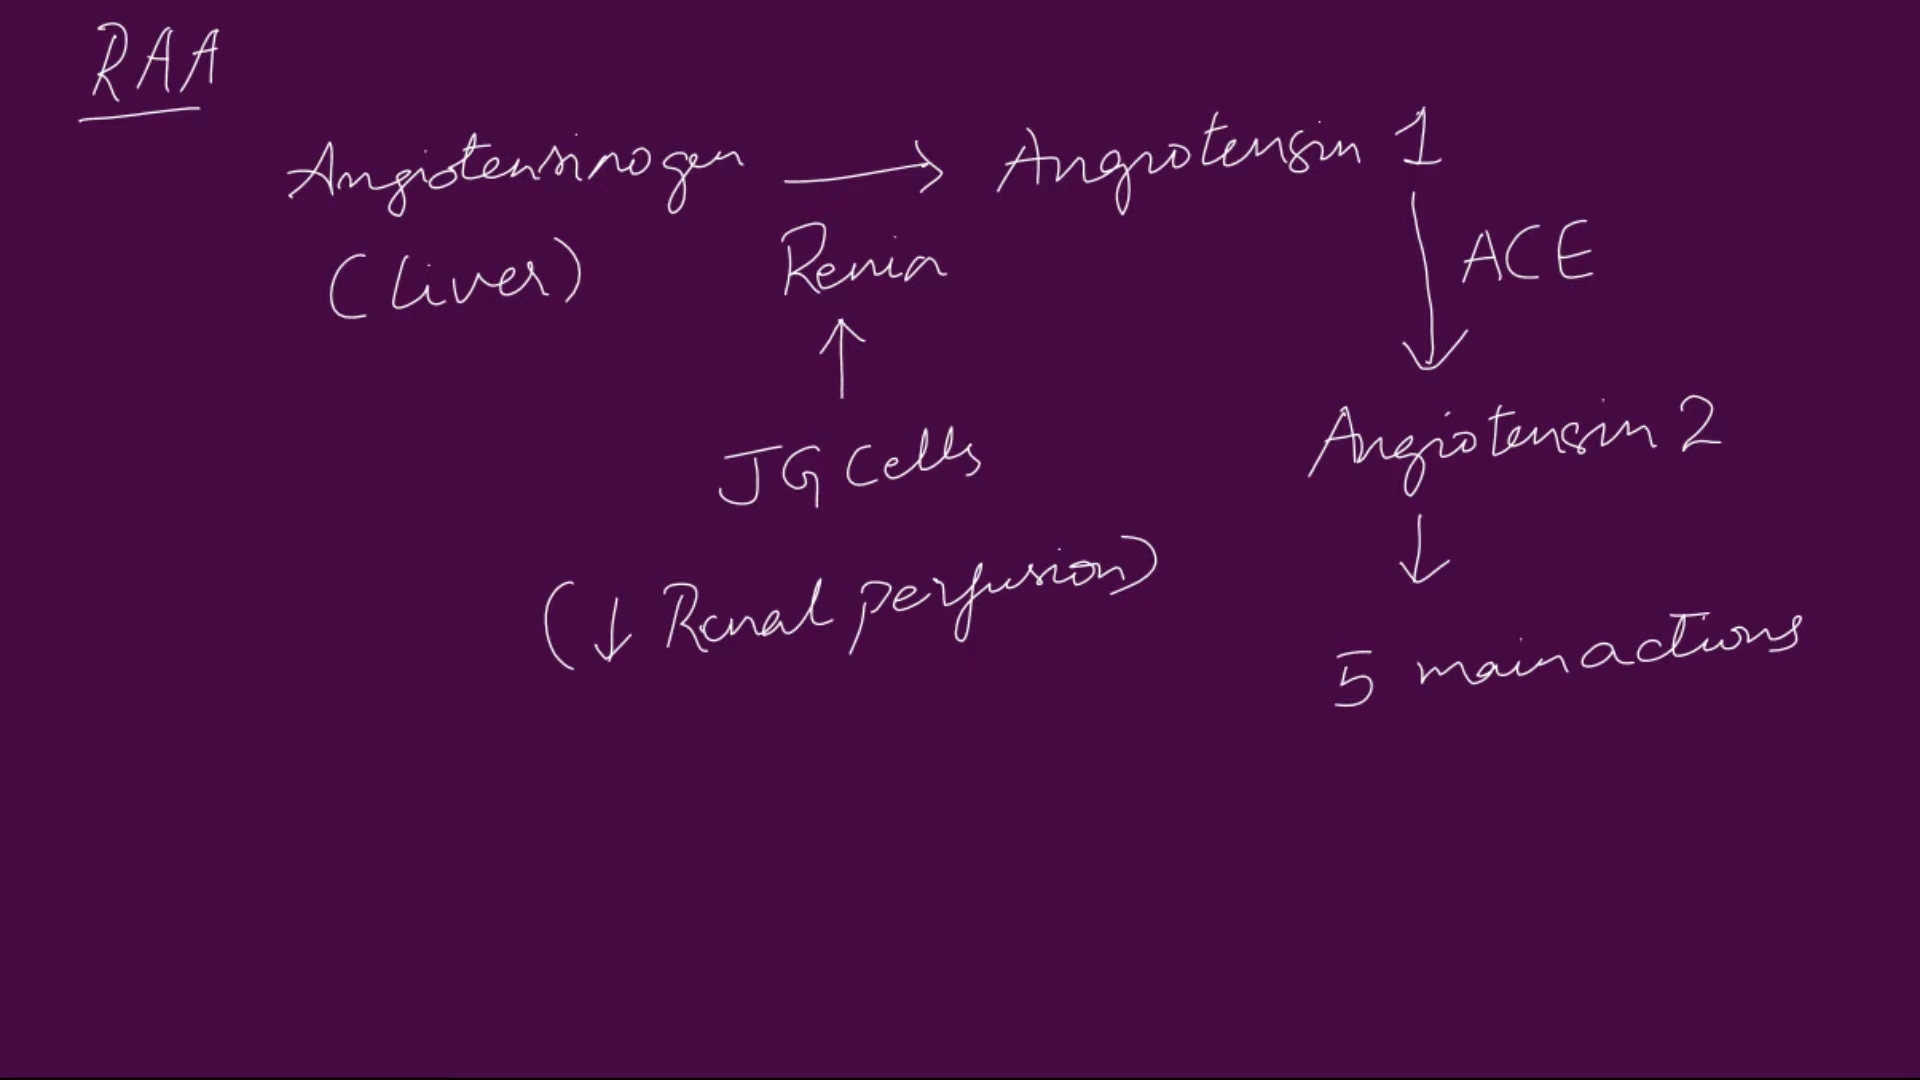 RAA
Angiotensinogen → Angiotensin 1
(Liver) Renin ACE
↑
JG Cells Angiotensin 2
↓
(↓ Renal perfusion)
5 main actions